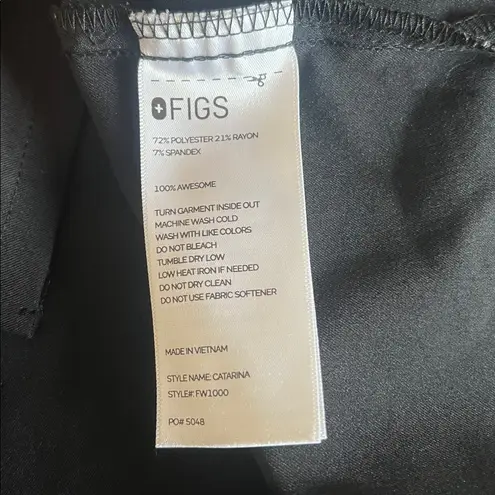 FIGS
72% POLYESTER 21% RAYON
7% SPANDEX
100% AWESOME
TURN GARMENT INSIDE OUT
MACHINE WASH COLD
WASH WITH LIKE COLORS
DO NOT BLEACH
TUMBLE DRY LOW
LOW HEAT IRON IF NEEDED
DO NOT DRY CLEAN
DO NOT USE FABRIC SOFTENER
MADE IN VIETNAM
STYLE NAME: CATARINA
STYLE#: FW1000
PO# 5048